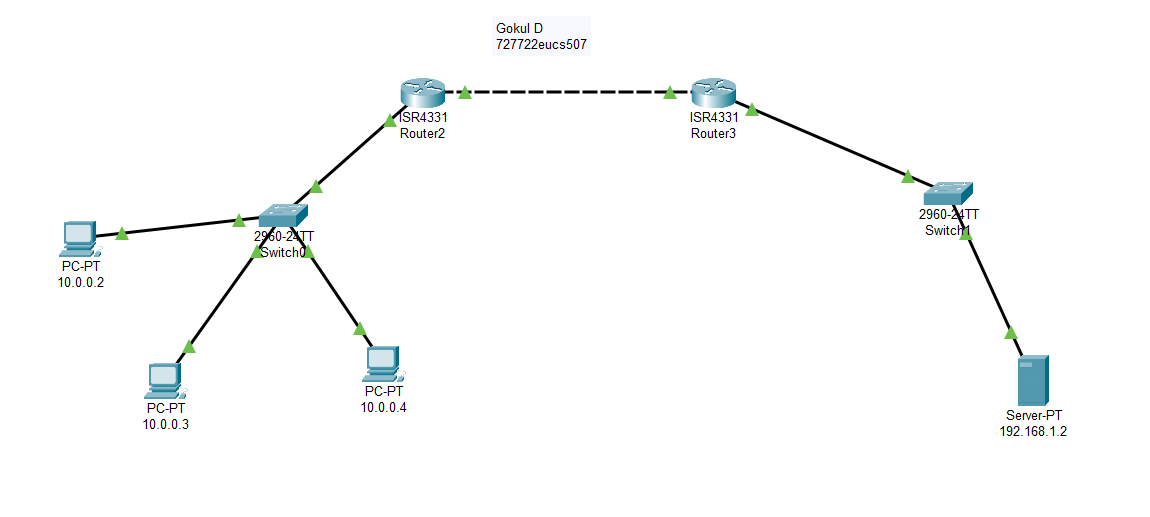 Gokul D
727722eucs507
ISR4331
Router2
ISR4331
Router3
2960-24TT
Switch0
2960-24TT
Switch1
PC-PT
10.0.0.2
PC-PT
10.0.0.3
PC-PT
10.0.0.4
Server-PT
192.168.1.2